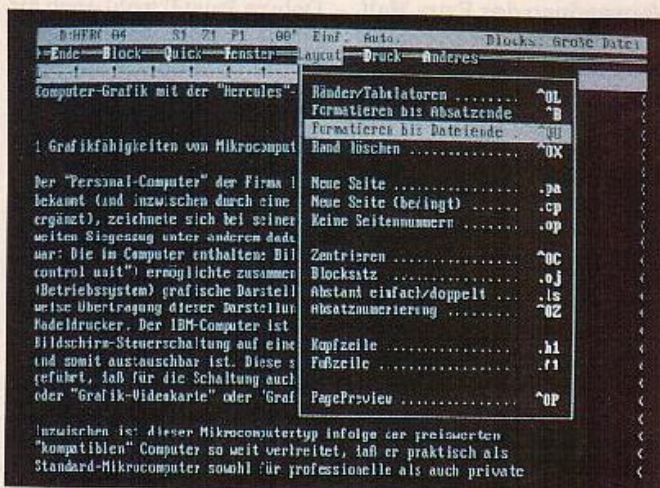 D:HERC 04 S1 Z1 P1 .00" Einf. Auto. Blocks. Große Datei
Ende Block Quick Fenster Layout Druck Anderes
Computer-Grafik mit der "Hercules"-
1 Grafikfähigkeiten von Mikrocomput
Der "Personal-Computer" der Firma I
bekannt (und inzwischen durch eine
ergänzt), zeichnete sich bei seiner
weiten Siegeszug unter anderem dadu
war: Die im Computer enthaltene Bil
control unit") ermöglichte zusammen
(Betriebssystem) grafische Darstell
weise Übertragung dieser Darstellun
Nadeldrucker. Der IBM-Computer ist
Bildschirm-Steuerschaltung auf eine
und somit austauschbar ist. Diese s
geführt, daß für die Schaltung auch
oder "Grafik-Videokarte" oder "Graf
Inzwischen ist dieser Mikrocomputertyp infolge der preiswerten
"kompatiblen" Computer so weit verbreitet, daß er praktisch als
Standard-Mikrocomputer sowohl für professionelle als auch private
Ränder/Tabulatoren ........ ^OL
Formatieren bis Absatzende ^B
Formatieren bis Dateiende . ^QU
Rand löschen .............. ^OX
Neue Seite ................ .pa
Neue Seite (bedingt) ...... .cp
Keine Seitennummern ....... .op
Zentrieren ................ ^OC
Blocksatz ................. .oj
Abstand einfach/doppelt ... .ls
Absatznumerierung ......... ^OZ
Kopfzeile ................. .h1
Fußzeile .................. .f1
PagePreview ............... ^OP